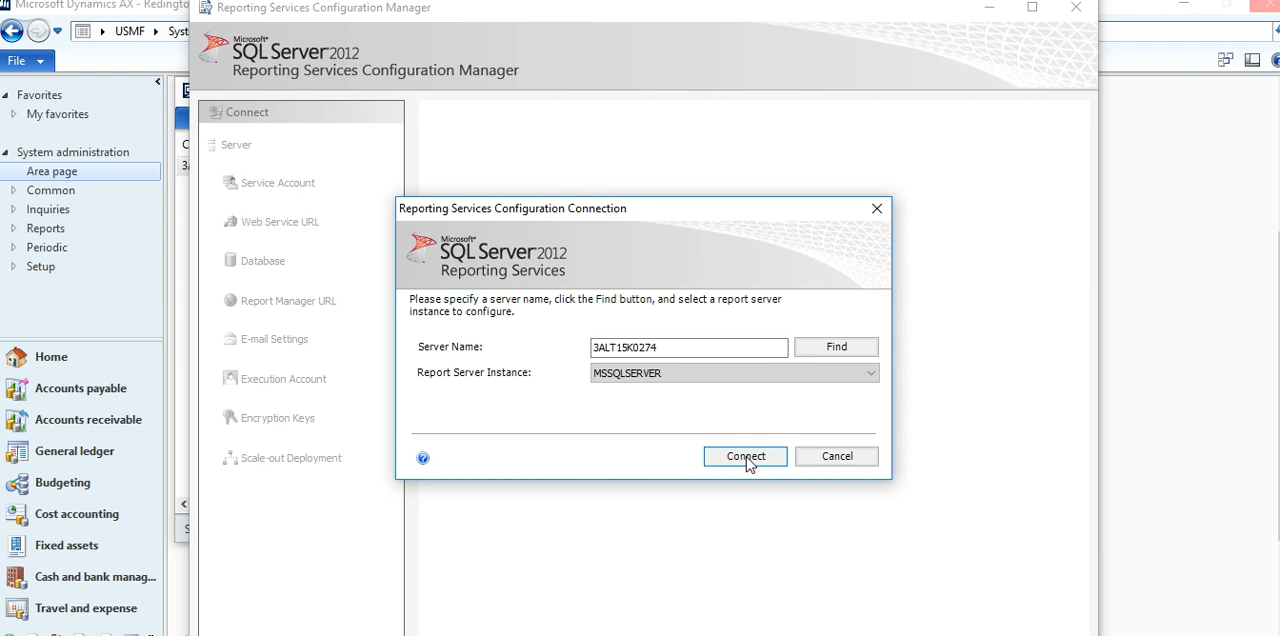 Microsoft Dynamics AX - Redingto
USMF
Syst
File
Favorites
My favorites
System administration
Area page
Common
Inquiries
Reports
Periodic
Setup
Home
Accounts payable
Accounts receivable
General ledger
Budgeting
Cost accounting
Fixed assets
Cash and bank manag...
Travel and expense
Reporting Services Configuration Manager
Microsoft®
SQL Server® 2012
Reporting Services Configuration Manager
Connect
Server
Service Account
Web Service URL
Database
Report Manager URL
E-mail Settings
Execution Account
Encryption Keys
Scale-out Deployment
Reporting Services Configuration Connection
Microsoft®
SQL Server® 2012
Reporting Services
Please specify a server name, click the Find button, and select a report server
instance to configure.
Server Name: 3ALT15K0274 Find
Report Server Instance: MSSQLSERVER
Connect Cancel